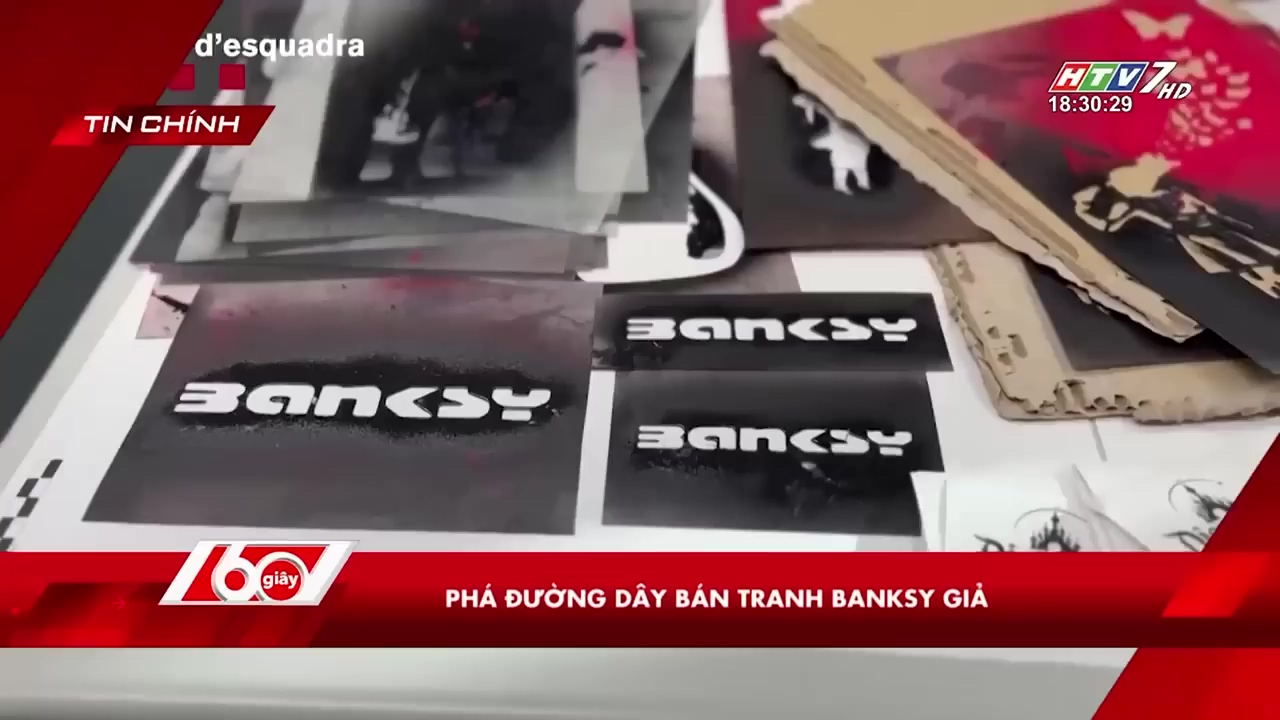 d'esquadra
HTV7 HD
18:30:29
TIN CHÍNH
BANKSY
BANKSY
BANKSY
60 giây
PHÁ ĐƯỜNG DÂY BÁN TRANH BANKSY GIẢ